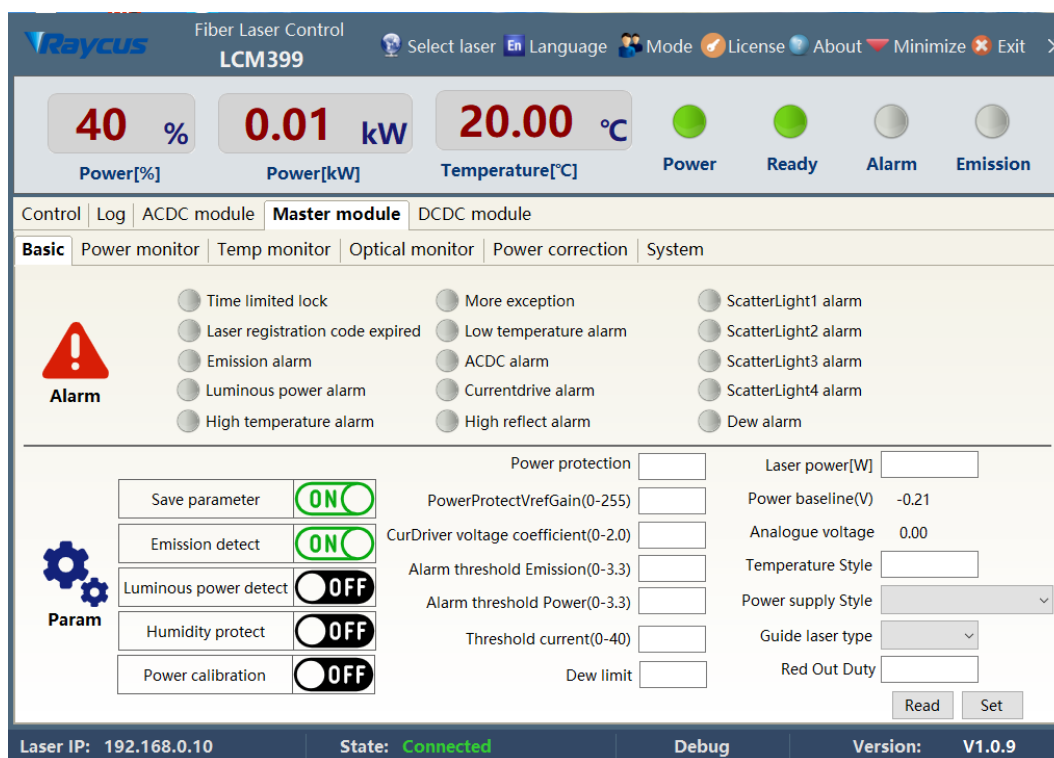 Raycus
Fiber Laser Control
LCM399
Select laser En Language Mode License About Minimize Exit
40 % 0.01 kW 20.00 ℃
Power[%] Power[kW] Temperature[℃] Power Ready Alarm Emission
Control Log ACDC module Master module DCDC module
Basic Power monitor Temp monitor Optical monitor Power correction System
Time limited lock More exception ScatterLight1 alarm
Laser registration code expired Low temperature alarm ScatterLight2 alarm
Emission alarm ACDC alarm ScatterLight3 alarm
Alarm
Luminous power alarm Currentdrive alarm ScatterLight4 alarm
High temperature alarm High reflect alarm Dew alarm
Power protection Laser power[W]
Save parameter ON PowerProtectVrefGain(0-255) Power baseline(V) -0.21
CurDriver voltage coefficient(0-2.0) Analogue voltage 0.00
Emission detect ON
Alarm threshold Emission(0-3.3) Temperature Style
Luminous power detect OFF
Alarm threshold Power(0-3.3) Power supply Style
Param
Humidity protect OFF Threshold current(0-40) Guide laser type
Power calibration OFF Dew limit Red Out Duty
Read Set
Laser IP: 192.168.0.10 State: Connected Debug Version: V1.0.9